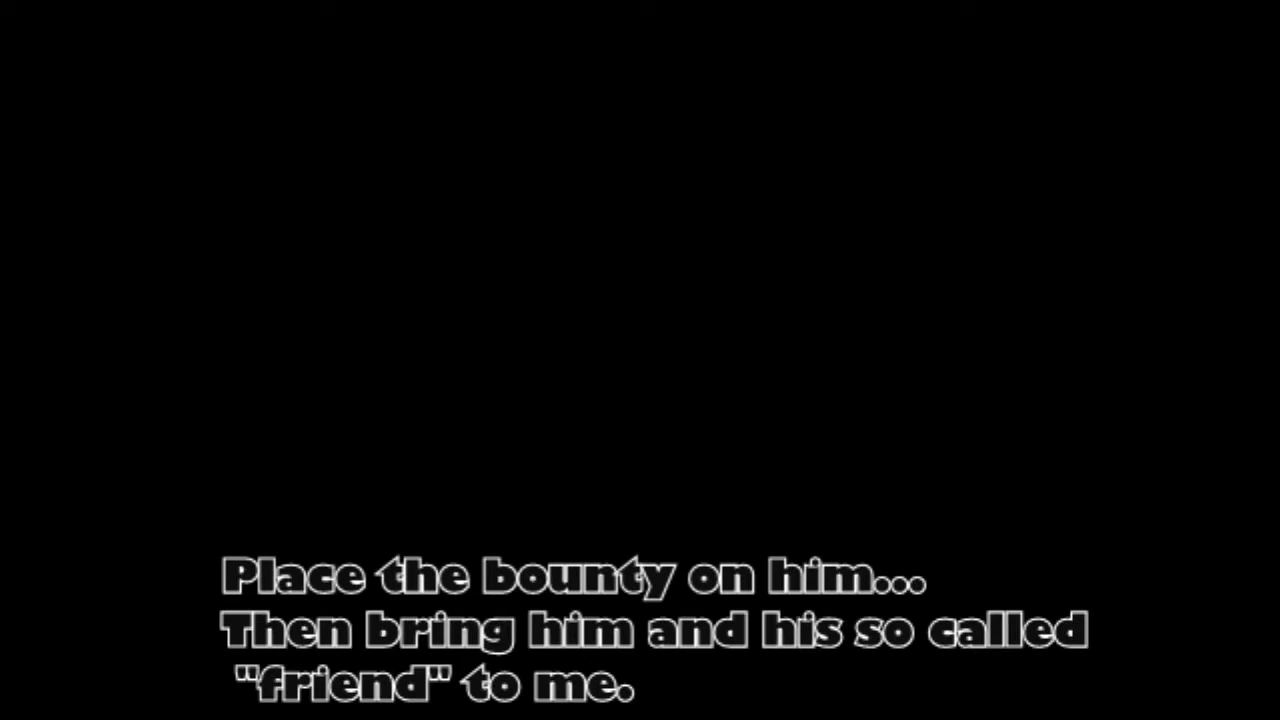 Place the bounty on him...
Then bring him and his so called
"friend" to me.